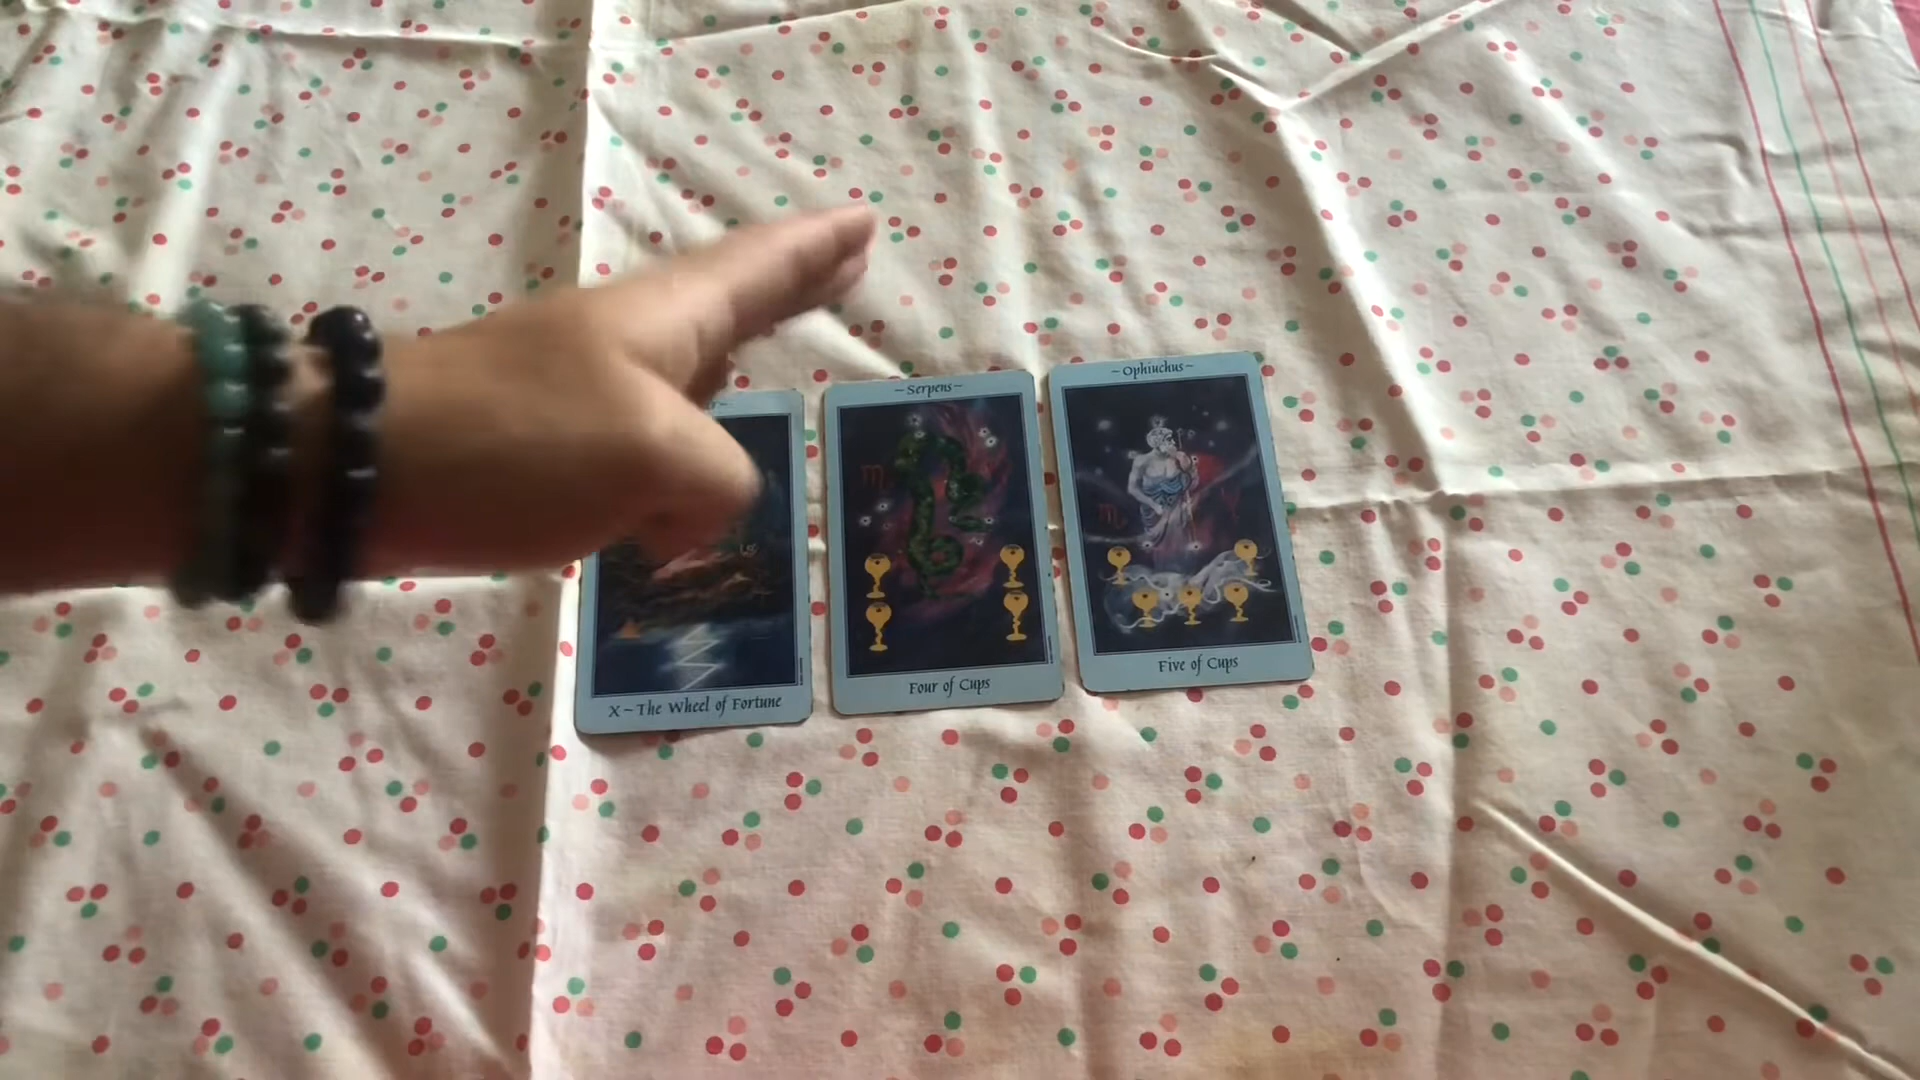 ~Serpens~
~Ophiuchus~
X~The Wheel of Fortune
Four of Cups
Five of Cups